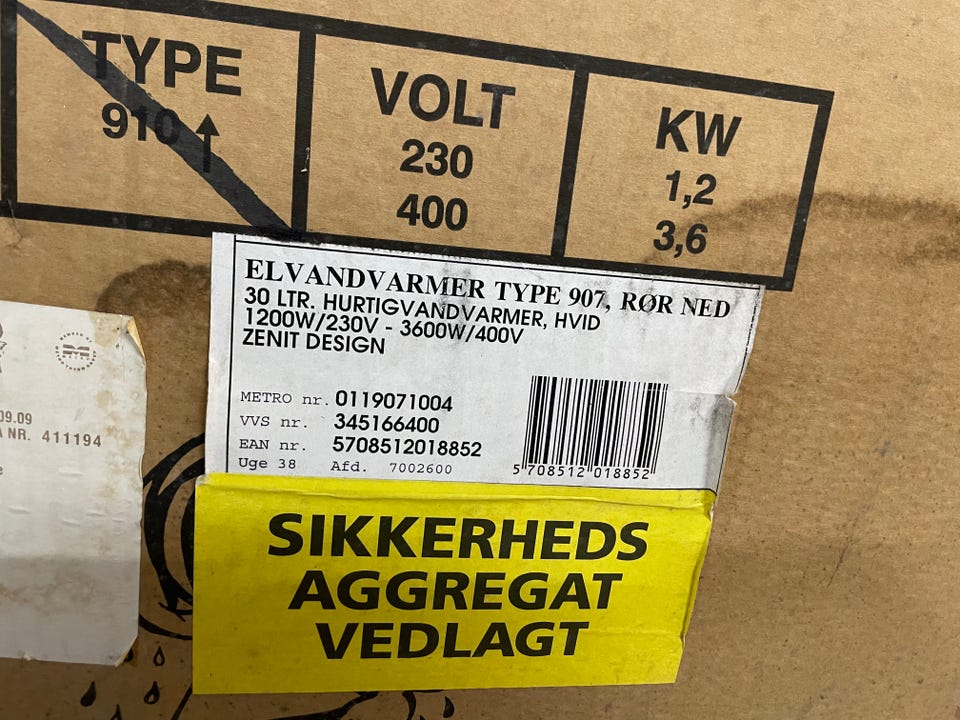 TYPE
910 ↑
VOLT
230
400
KW
1,2
3,6
ELVANDVARMER TYPE 907, RØR NED
30 LTR. HURTIGVANDVARMER, HVID
1200W/230V - 3600W/400V
ZENIT DESIGN
METRO nr. 0119071004
VVS nr. 345166400
EAN nr. 5708512018852
Uge 38 Afd. 7002600
5 708512 018852
09.09
NR. 411194
SIKKERHEDS
AGGREGAT
VEDLAGT